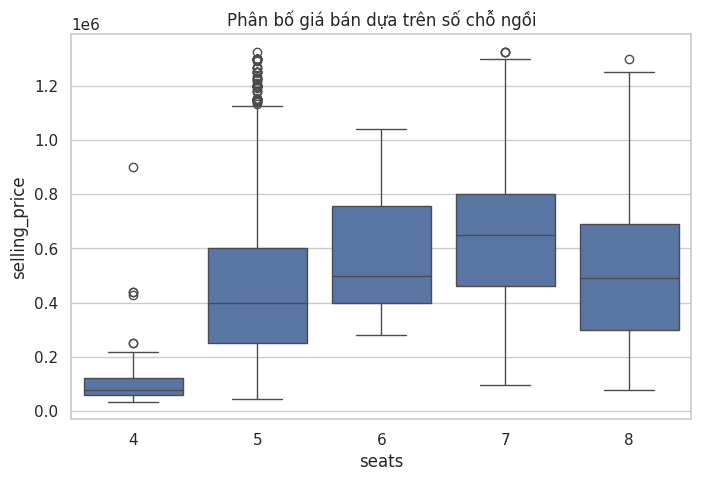 Phân bố giá bán dựa trên số chỗ ngồi
1e6
1.2
1.0
0.8
0.6
0.4
0.2
0.0
selling_price
4 5 6 7 8
seats